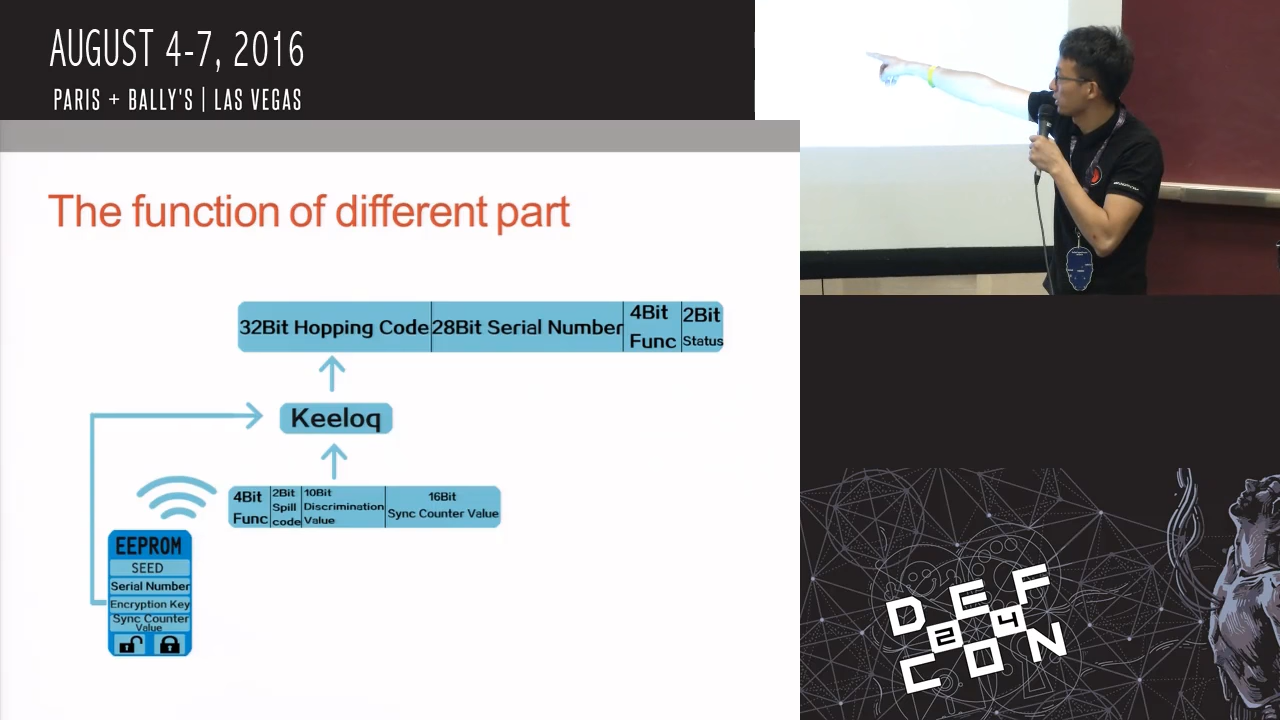 AUGUST 4-7, 2016
PARIS + BALLY'S | LAS VEGAS
The function of different part
32Bit Hopping Code
28Bit Serial Number
4Bit
Func
2Bit
Status
Keeloq
4Bit
Func
2Bit
Spill
code
10Bit
Discrimination
Value
16Bit
Sync Counter Value
EEPROM
SEED
Serial Number
Encryption Key
Sync Counter
Value
DEF
24
CON